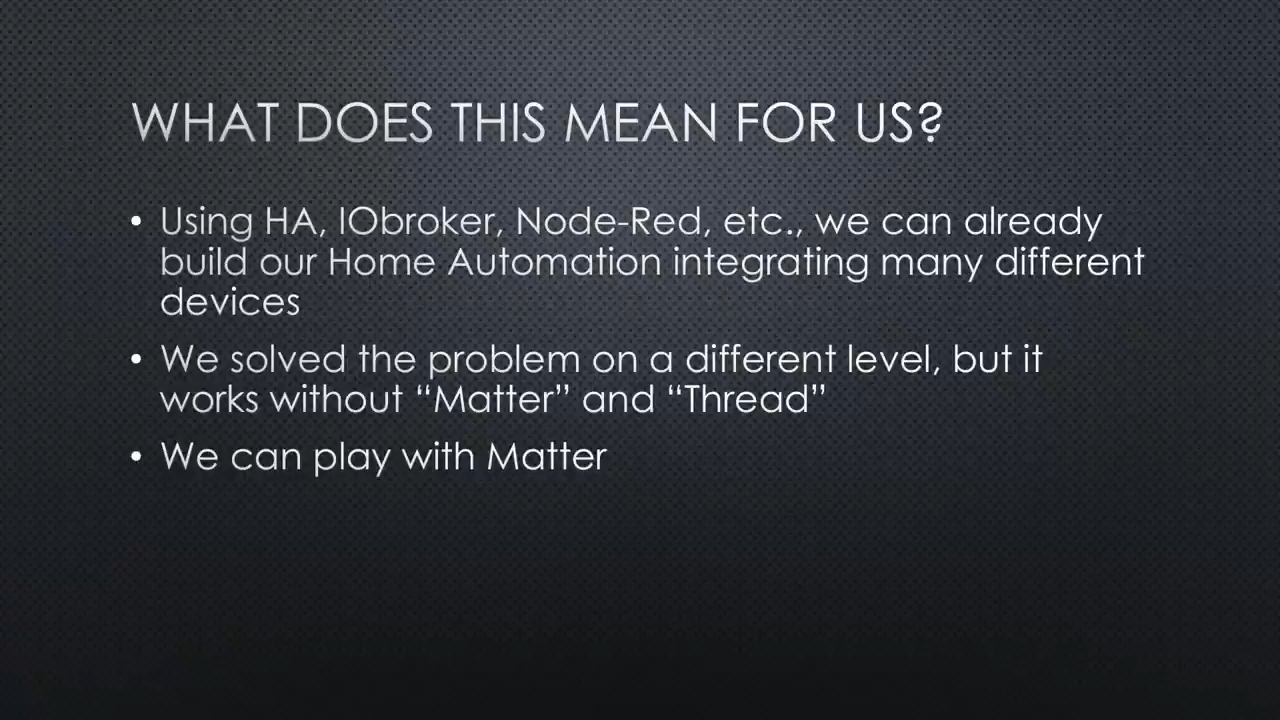 WHAT DOES THIS MEAN FOR US?
• Using HA, IObroker, Node-Red, etc., we can already
build our Home Automation integrating many different
devices
• We solved the problem on a different level, but it
works without “Matter” and “Thread”
• We can play with Matter